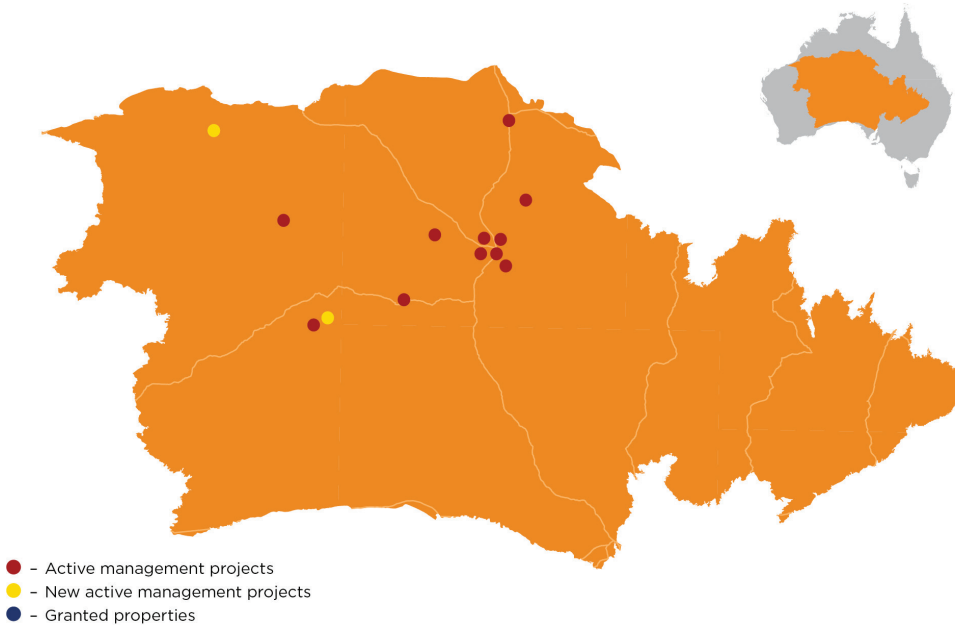 – Active management projects
– New active management projects
– Granted properties